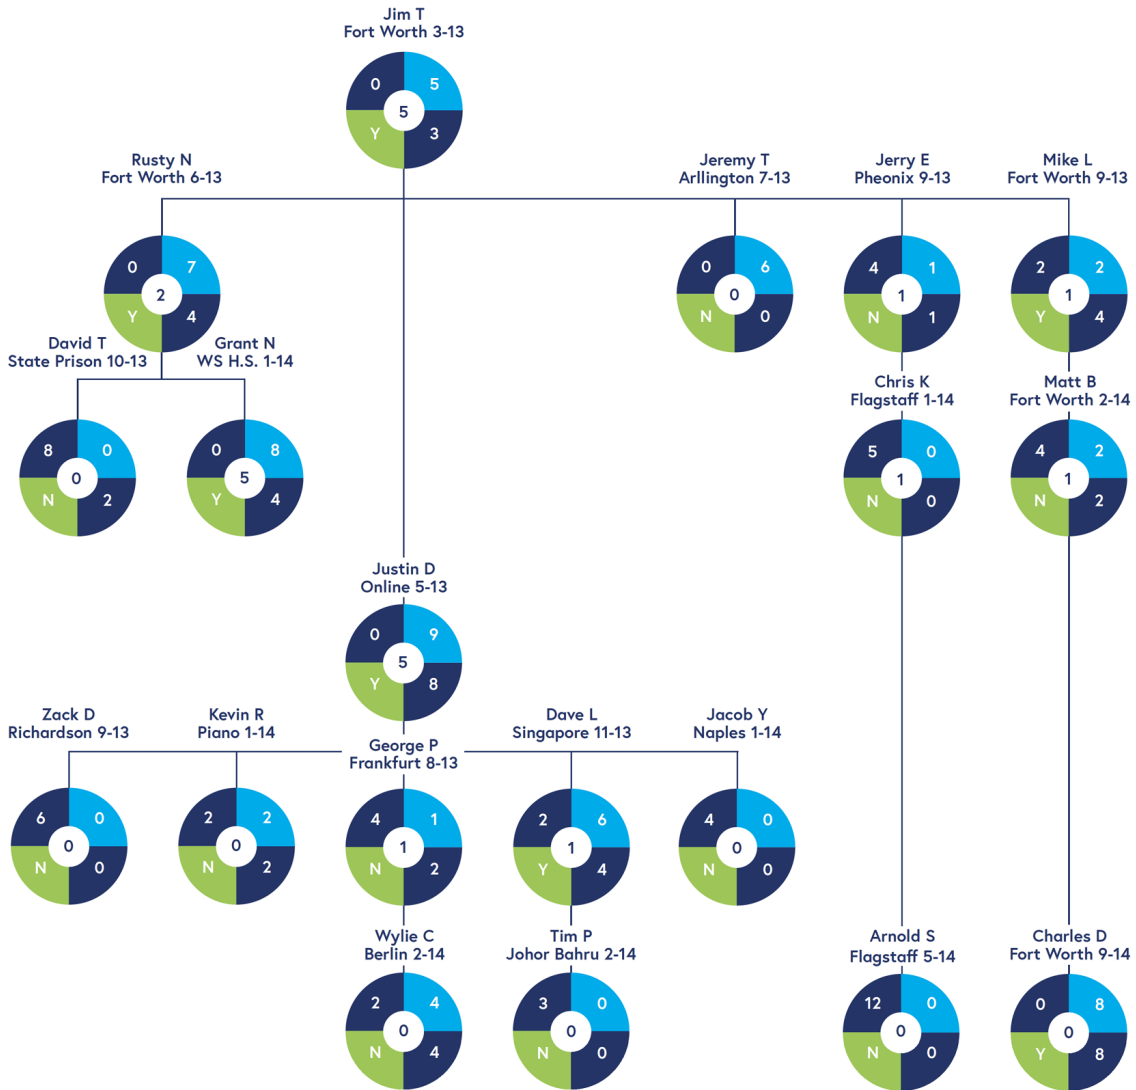 Jim T
Fort Worth 3-13
0 5
5
Y 3
Rusty N
Fort Worth 6-13
Jeremy T
Arllington 7-13
Jerry E
Pheonix 9-13
Mike L
Fort Worth 9-13
0 7
2
Y 4
0 6
0
N 0
4 1
1
N 1
2 2
1
Y 4
David T
State Prison 10-13
Grant N
WS H.S. 1-14
Chris K
Flagstaff 1-14
Matt B
Fort Worth 2-14
8 0
0
N 2
0 8
5
Y 4
5 0
1
N 0
4 2
1
N 2
Justin D
Online 5-13
0 9
5
Y 8
Zack D
Richardson 9-13
Kevin R
Piano 1-14
George P
Frankfurt 8-13
Dave L
Singapore 11-13
Jacob Y
Naples 1-14
6 0
0
N 0
2 2
0
N 2
4 1
1
N 2
2 6
1
Y 4
4 0
0
N 0
Wylie C
Berlin 2-14
Tim P
Johor Bahru 2-14
Arnold S
Flagstaff 5-14
Charles D
Fort Worth 9-14
2 4
0
N 4
3 0
0
N 0
12 0
0
N 0
0 8
0
Y 8